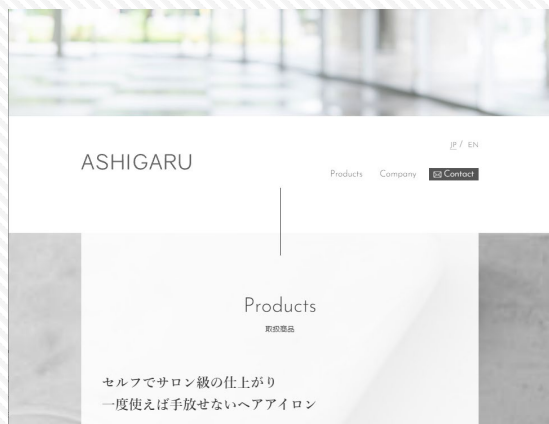 JP / EN
ASHIGARU
Products Company Contact
Products
取扱商品
セルフでサロン級の仕上がり
一度使えば手放せないヘアアイロン